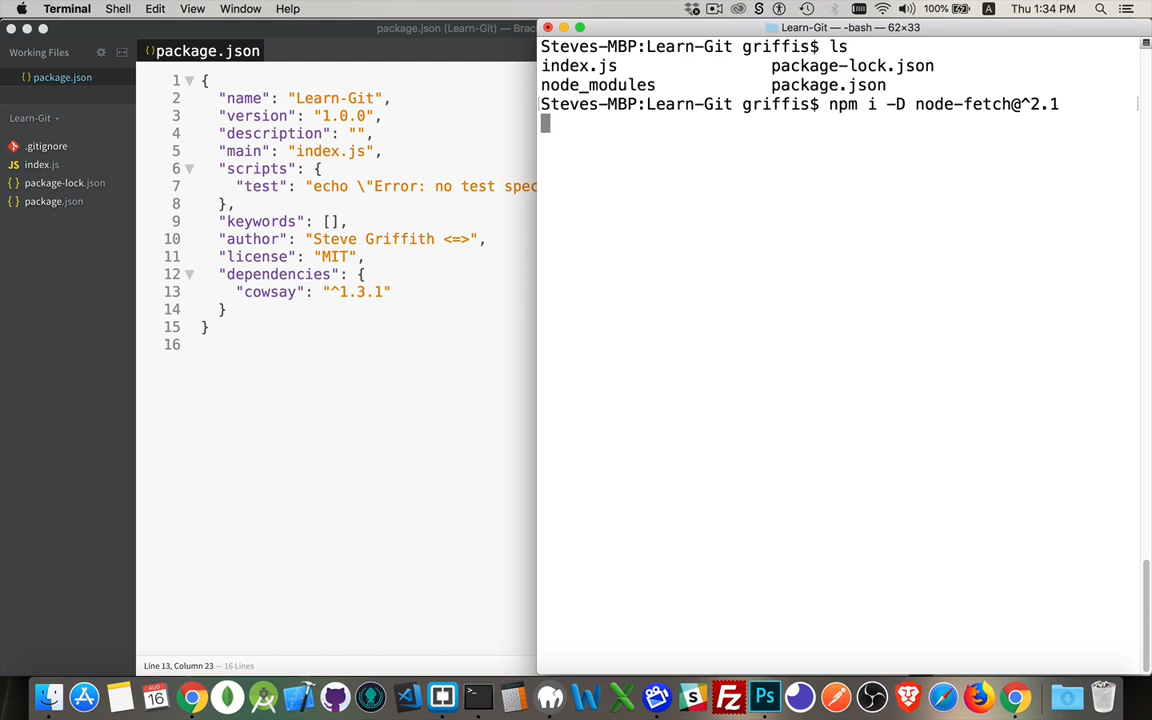 Terminal Shell Edit View Window Help
100% A Thu 1:34 PM
package.json (Learn-Git) — Brac
Learn-Git — -bash — 62×33
Working Files
package.json
Learn-Git
.gitignore
JS index.js
{ } package-lock.json
{ } package.json
{}package.json
1 {
2 "name": "Learn-Git",
3 "version": "1.0.0",
4 "description": "",
5 "main": "index.js",
6 "scripts": {
7 "test": "echo \"Error: no test spec
8 },
9 "keywords": [],
10 "author": "Steve Griffith <=>",
11 "license": "MIT",
12 "dependencies": {
13 "cowsay": "^1.3.1"
14 }
15 }
16
Line 13, Column 23 — 16 Lines
Steves-MBP:Learn-Git griffis$ ls
index.js package-lock.json
node_modules package.json
Steves-MBP:Learn-Git griffis$ npm i -D node-fetch@^2.1
AUG
16
Fz
Ps